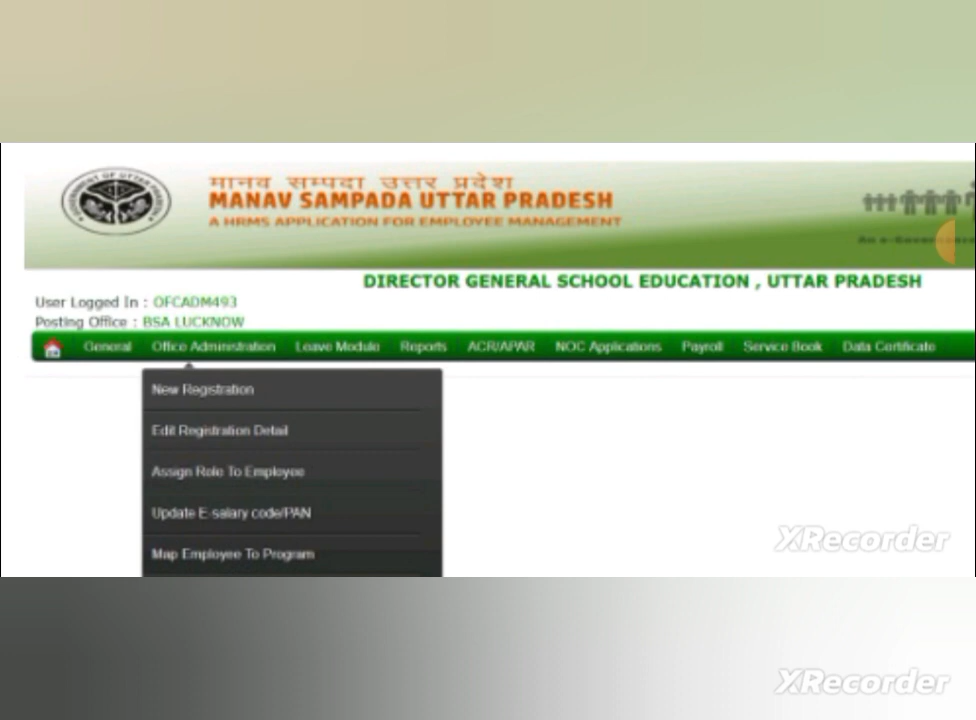 मानव सम्पदा उत्तर प्रदेश
MANAV SAMPADA UTTAR PRADESH
A HRMS APPLICATION FOR EMPLOYEE MANAGEMENT
DIRECTOR GENERAL SCHOOL EDUCATION , UTTAR PRADESH
User Logged In : OFCADM493
Posting Office : BSA LUCKNOW
General Office Administration Leave Module Reports ACR/APAR NOC Applications Payroll Service Book Data Certificate
New Registration
Edit Registration Detail
Assign Role To Employee
Update E-salary code/PAN
Map Employee To Program
XRecorder
XRecorder